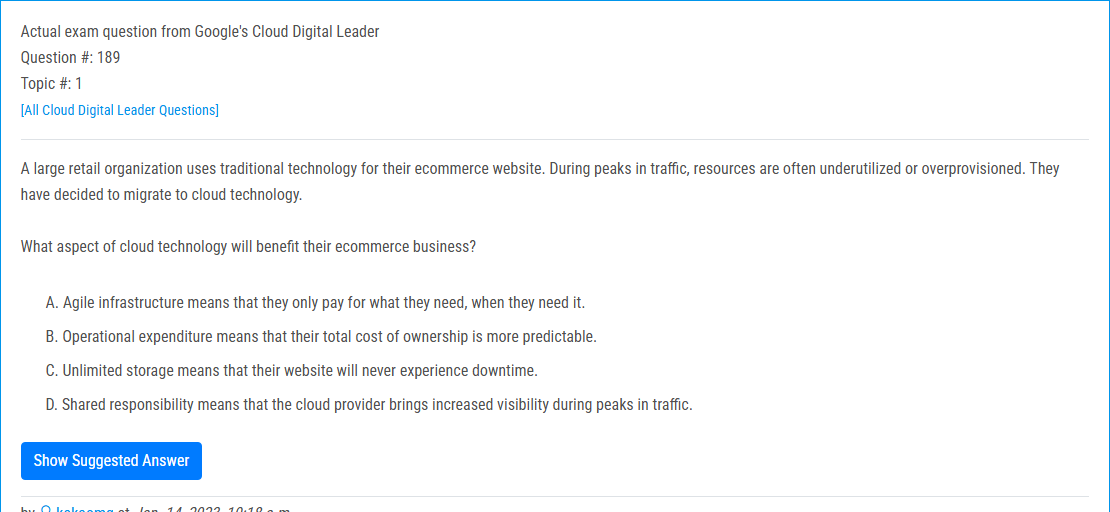 Actual exam question from Google's Cloud Digital Leader
Question #: 189
Topic #: 1
[All Cloud Digital Leader Questions]
A large retail organization uses traditional technology for their ecommerce website. During peaks in traffic, resources are often underutilized or overprovisioned. They
have decided to migrate to cloud technology.
What aspect of cloud technology will benefit their ecommerce business?
A. Agile infrastructure means that they only pay for what they need, when they need it.
B. Operational expenditure means that their total cost of ownership is more predictable.
C. Unlimited storage means that their website will never experience downtime.
D. Shared responsibility means that the cloud provider brings increased visibility during peaks in traffic.
Show Suggested Answer
by at Jan. 14, 2023, 10:18 a.m.